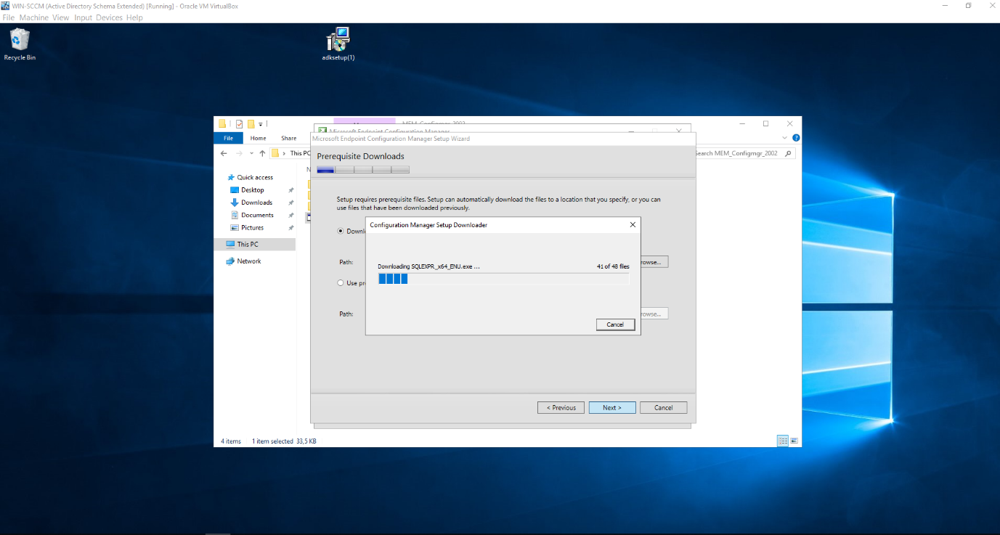 WIN-SCCM (Active Directory Schema Extended) [Running] - Oracle VM VirtualBox
File Machine View Input Devices Help
Recycle Bin
adksetup(1)
MEM_Configmgr_2002
Microsoft Endpoint Configuration Manager
File Home Share
Microsoft Endpoint Configuration Manager Setup Wizard
This PC
Search MEM_Configmgr_2002
Prerequisite Downloads
Quick access
Desktop
Downloads
Documents
Pictures
This PC
Network
Setup requires prerequisite files. Setup can automatically download the files to a location that you specify, or you can
use files that have been downloaded previously.
Configuration Manager Setup Downloader
Path:
Downloading SQLEXPR_x64_ENU.exe ... 41 of 48 files
rowse...
Use pr
Path:
rowse...
Cancel
< Previous Next > Cancel
4 items 1 item selected 33,5 KB